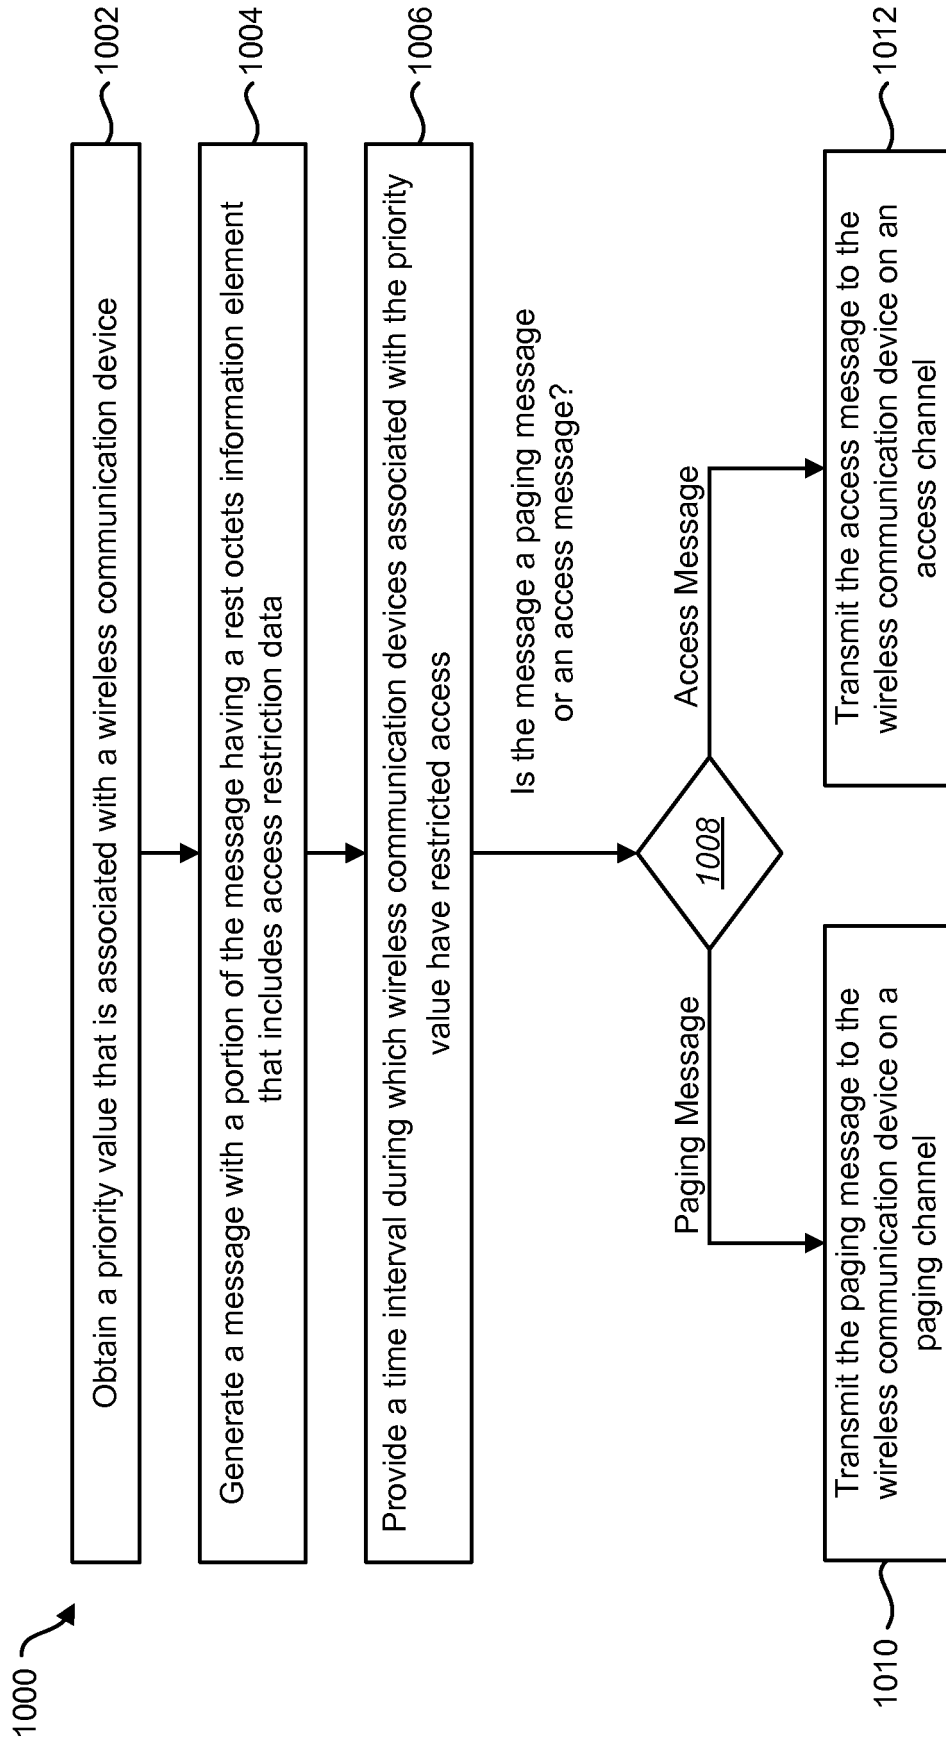 1000
Obtain a priority value that is associated with a wireless communication device
1002
Generate a message with a portion of the message having a rest octets information element
that includes access restriction data
1004
Provide a time interval during which wireless communication devices associated with the priority
value have restricted access
1006
Is the message a paging message
or an access message?
1008
Paging Message
Access Message
Transmit the paging message to the
wireless communication device on a
paging channel
1010
Transmit the access message to the
wireless communication device on an
access channel
1012